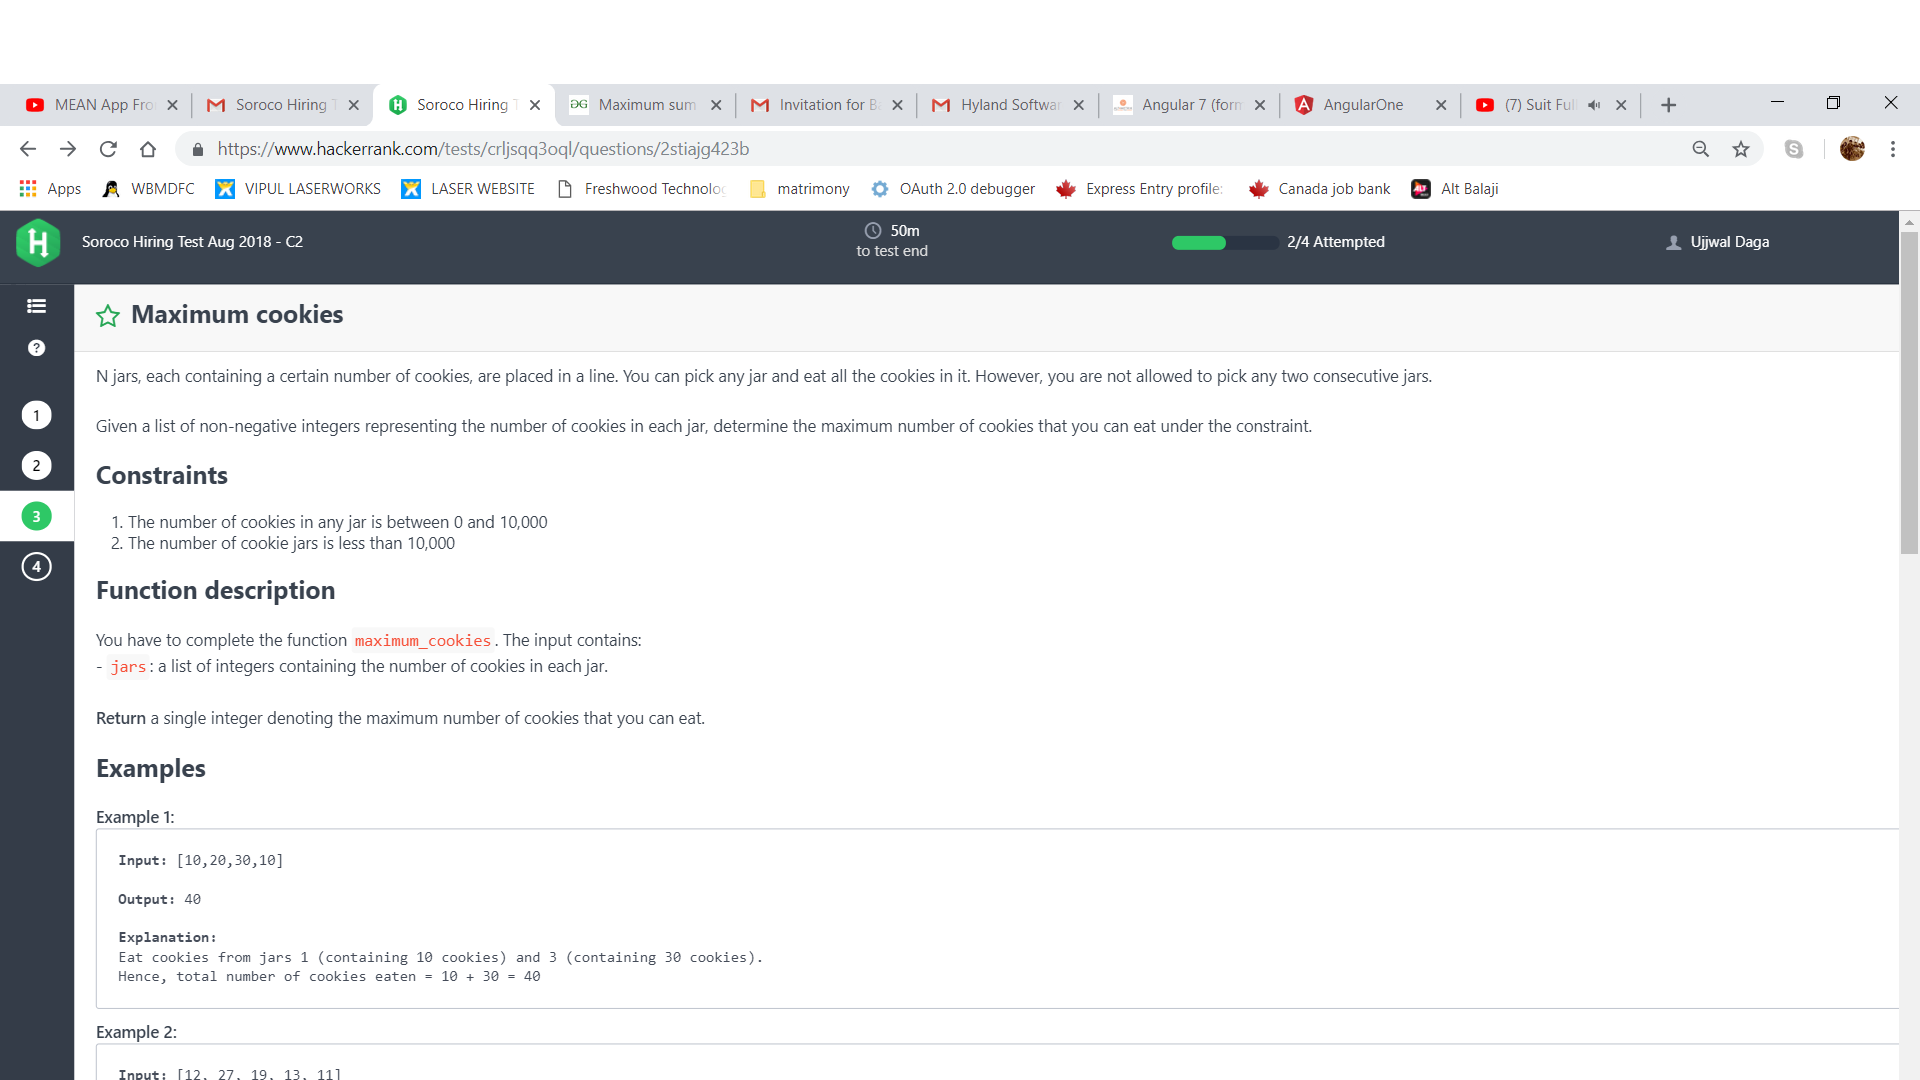 MEAN App Fro
Soroco Hiring T
Soroco Hiring T
Maximum sum
Invitation for B
Hyland Softwar
Angular 7 (form
AngularOne
(7) Suit Full
https://www.hackerrank.com/tests/crljsqq3oql/questions/2stiajg423b
Apps
WBMDFC
VIPUL LASERWORKS
LASER WEBSITE
Freshwood Technolog
matrimony
OAuth 2.0 debugger
Express Entry profile:
Canada job bank
Alt Balaji
Soroco Hiring Test Aug 2018 - C2
50m
to test end
2/4 Attempted
Ujjwal Daga
1
2
3
4
Maximum cookies
N jars, each containing a certain number of cookies, are placed in a line. You can pick any jar and eat all the cookies in it. However, you are not allowed to pick any two consecutive jars.
Given a list of non-negative integers representing the number of cookies in each jar, determine the maximum number of cookies that you can eat under the constraint.
Constraints
1. The number of cookies in any jar is between 0 and 10,000
2. The number of cookie jars is less than 10,000
Function description
You have to complete the function maximum_cookies. The input contains:
- jars: a list of integers containing the number of cookies in each jar.
Return a single integer denoting the maximum number of cookies that you can eat.
Examples
Example 1:
Input: [10,20,30,10]
Output: 40
Explanation:
Eat cookies from jars 1 (containing 10 cookies) and 3 (containing 30 cookies).
Hence, total number of cookies eaten = 10 + 30 = 40
Example 2:
Input: [12, 27, 19, 13, 11]